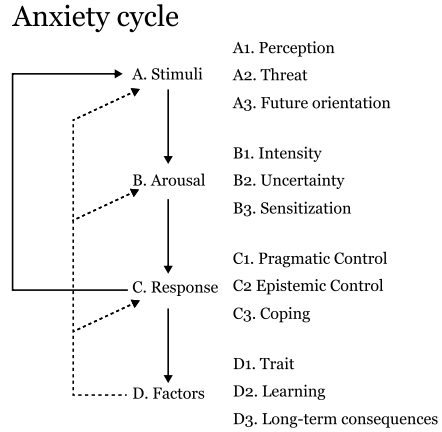 Anxiety cycle
A1. Perception
A. Stimuli
A2. Threat
A3. Future orientation
B1. Intensity
B. Arousal
B2. Uncertainty
B3. Sensitization
C1. Pragmatic Control
C. Response
C2 Epistemic Control
C3. Coping
D1. Trait
D. Factors
D2. Learning
D3. Long-term consequences